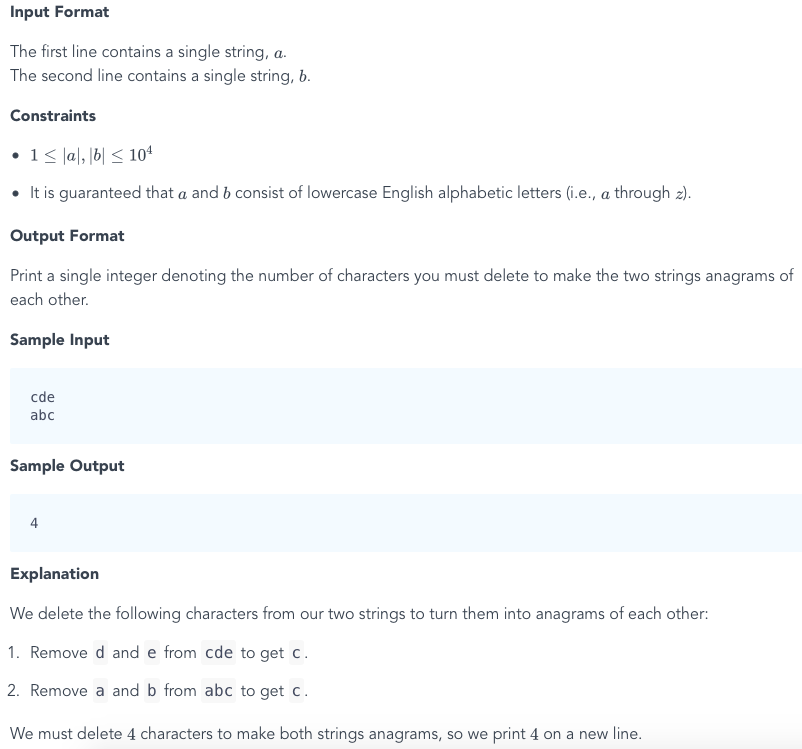 Input Format
The first line contains a single string, a.
The second line contains a single string, b.
Constraints
• 1 ≤ |a|, |b| ≤ 10⁴
• It is guaranteed that a and b consist of lowercase English alphabetic letters (i.e., a through z).
Output Format
Print a single integer denoting the number of characters you must delete to make the two strings anagrams of
each other.
Sample Input
cde
abc
Sample Output
4
Explanation
We delete the following characters from our two strings to turn them into anagrams of each other:
1. Remove d and e from cde to get c.
2. Remove a and b from abc to get c.
We must delete 4 characters to make both strings anagrams, so we print 4 on a new line.